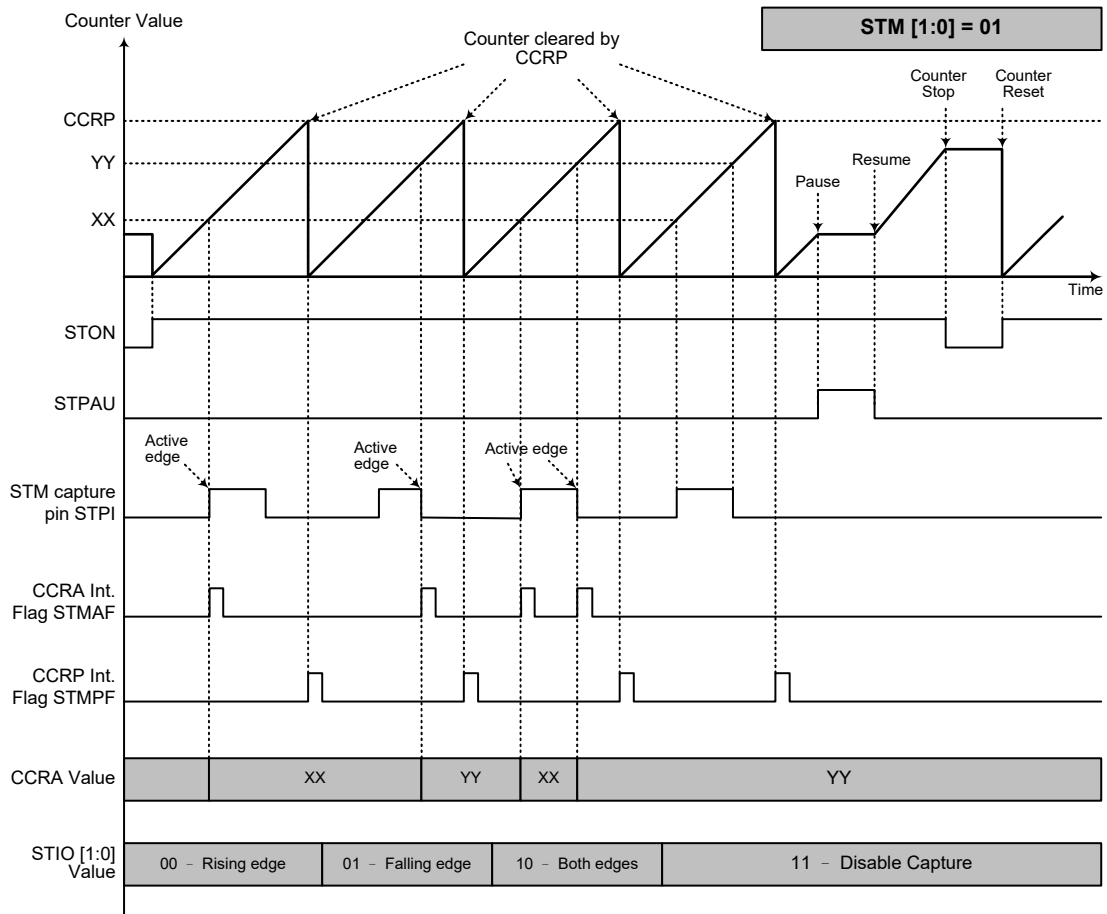 Counter Value
STM [1:0] = 01
Counter cleared by
CCRP
Counter
Stop
Counter
Reset
CCRP
YY
XX
Pause
Resume
Time
STON
STPAU
Active
edge
Active
edge
Active edge
STM capture
pin STPI
CCRA Int.
Flag STMAF
CCRP Int.
Flag STMPF
CCRA Value
XX
YY
XX
YY
STIO [1:0]
Value
00 – Rising edge
01 – Falling edge
10 – Both edges
11 – Disable Capture